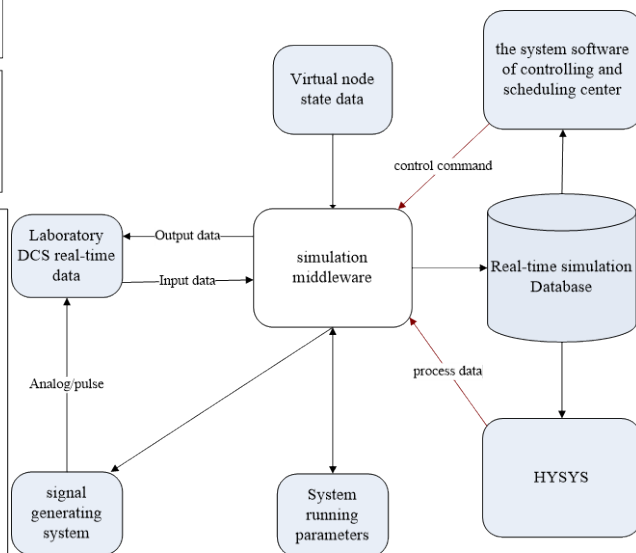 the system software
of controlling and
scheduling center
Virtual node
state data
control command
Laboratory
DCS real-time
data
Output data
Input data
simulation
middleware
Real-time simulation
Database
Analog/pulse
process data
signal
generating
system
System
running
parameters
HYSYS